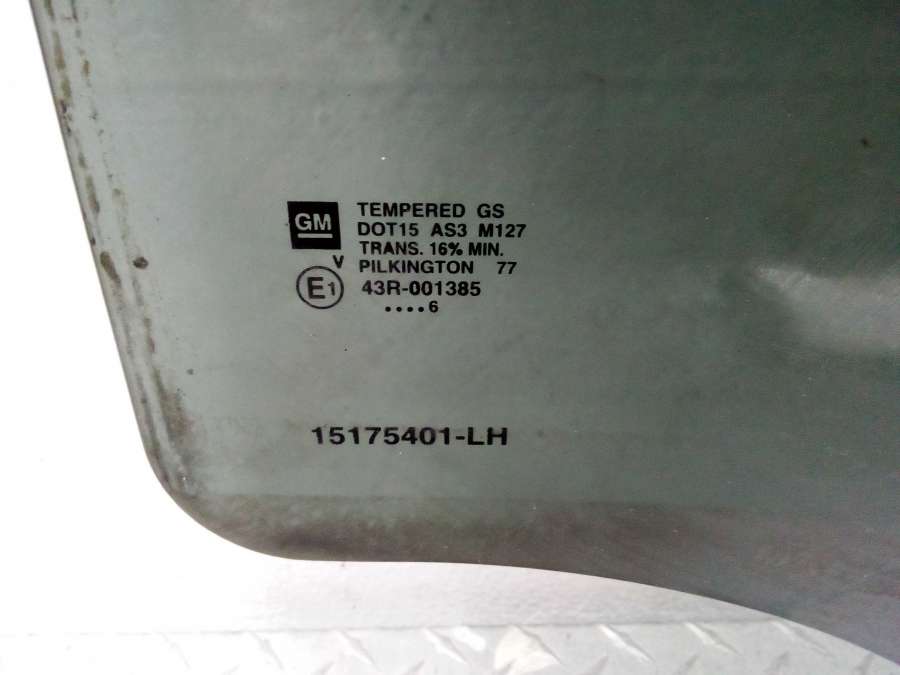 GM
TEMPERED GS
DOT15 AS3 M127
TRANS. 16% MIN.
V PILKINGTON 77
E1 43R-001385
....6
15175401-LH